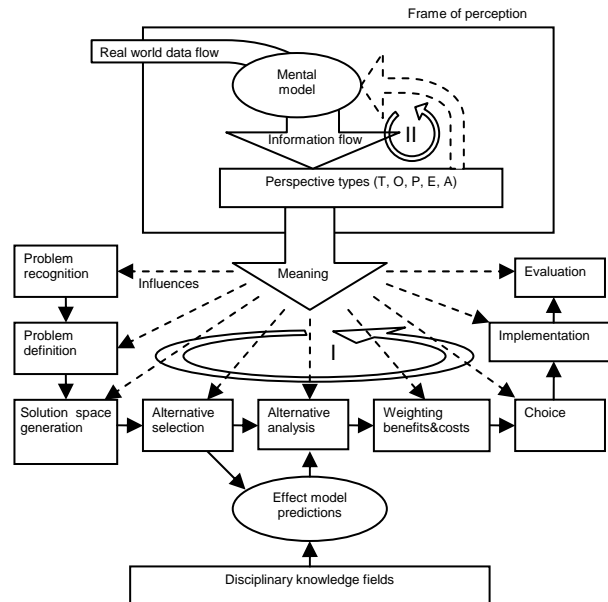 Frame of perception
Real world data flow
Mental
model
II
Information flow
Perspective types (T, O, P, E, A)
Problem
recognition
Influences
Meaning
Evaluation
Problem
definition
I
Implementation
Solution space
generation
Alternative
selection
Alternative
analysis
Weighting
benefits&costs
Choice
Effect model
predictions
Disciplinary knowledge fields